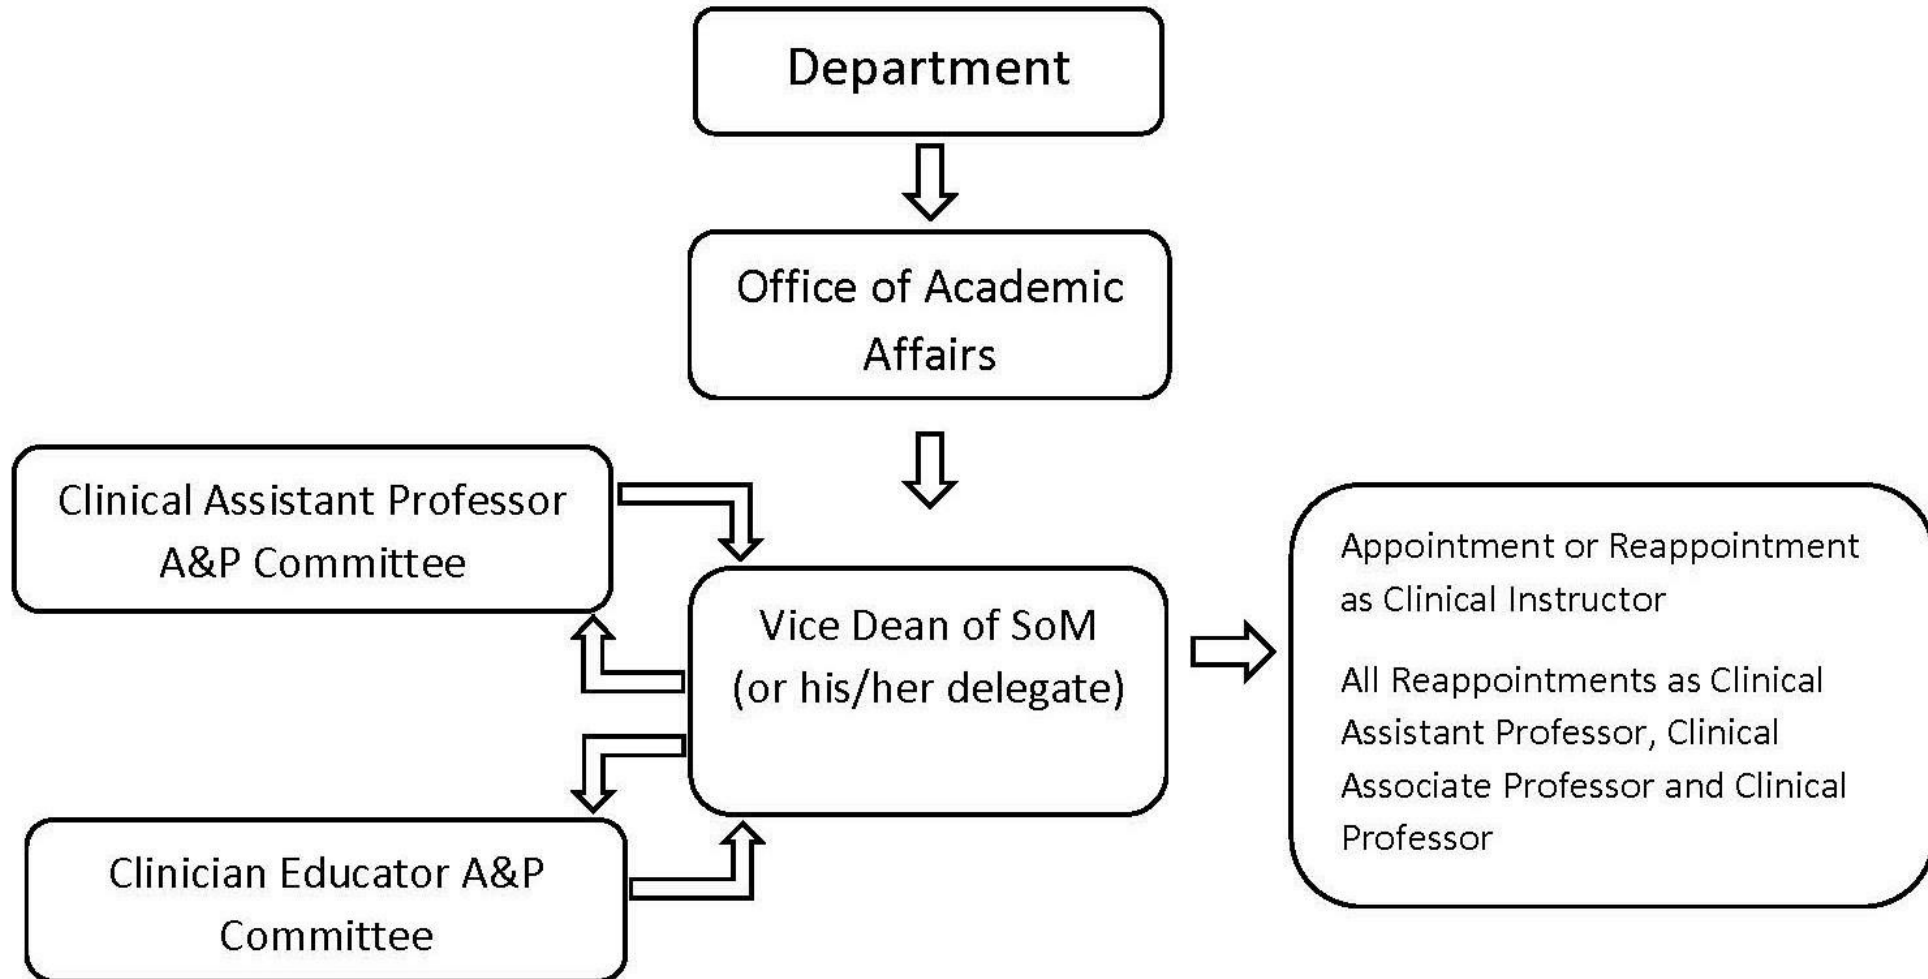 Department
Office of Academic
Affairs
Clinical Assistant Professor
A&P Committee
Vice Dean of SoM
(or his/her delegate)
Appointment or Reappointment
as Clinical Instructor
All Reappointments as Clinical
Assistant Professor, Clinical
Associate Professor and Clinical
Professor
Clinician Educator A&P
Committee